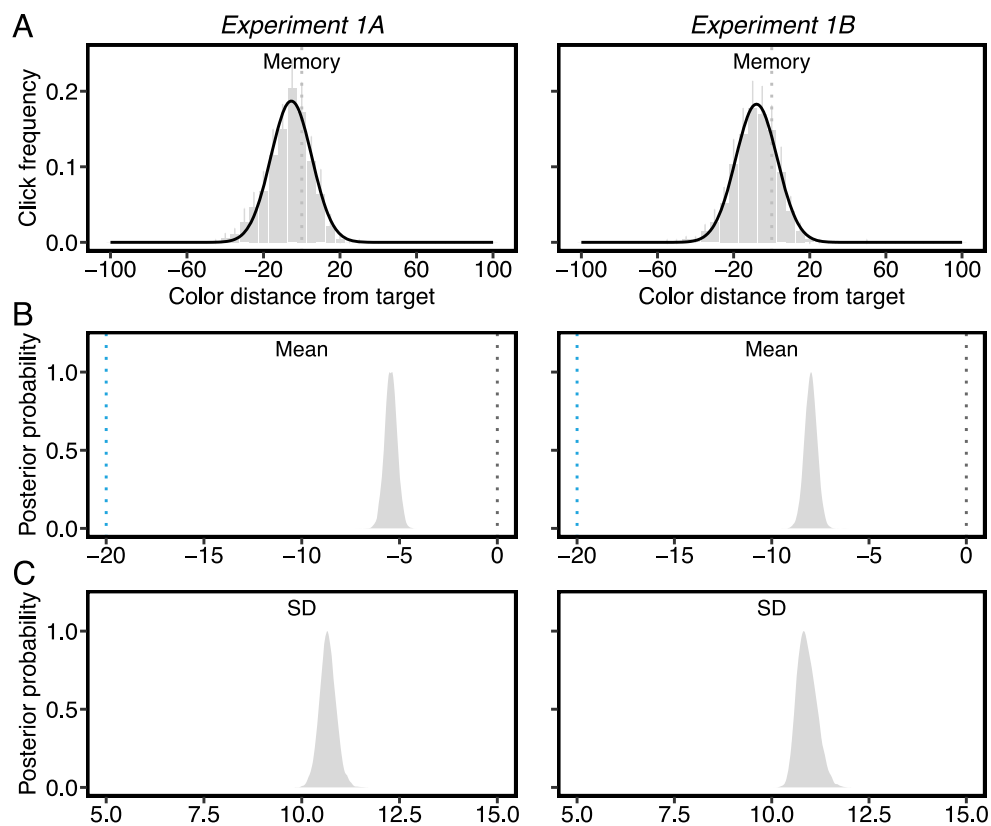 A
Experiment 1A
Experiment 1B
Memory
Memory
Click frequency
0.2
0.1
0.0
−100 −60 −20 20 60 100
−100 −60 −20 20 60 100
Color distance from target
Color distance from target
B
Mean
Mean
Posterior probability
1.0
0.5
0.0
−20 −15 −10 −5 0
−20 −15 −10 −5 0
C
SD
SD
Posterior probability
1.0
0.5
0.0
5.0 7.5 10.0 12.5 15.0
5.0 7.5 10.0 12.5 15.0